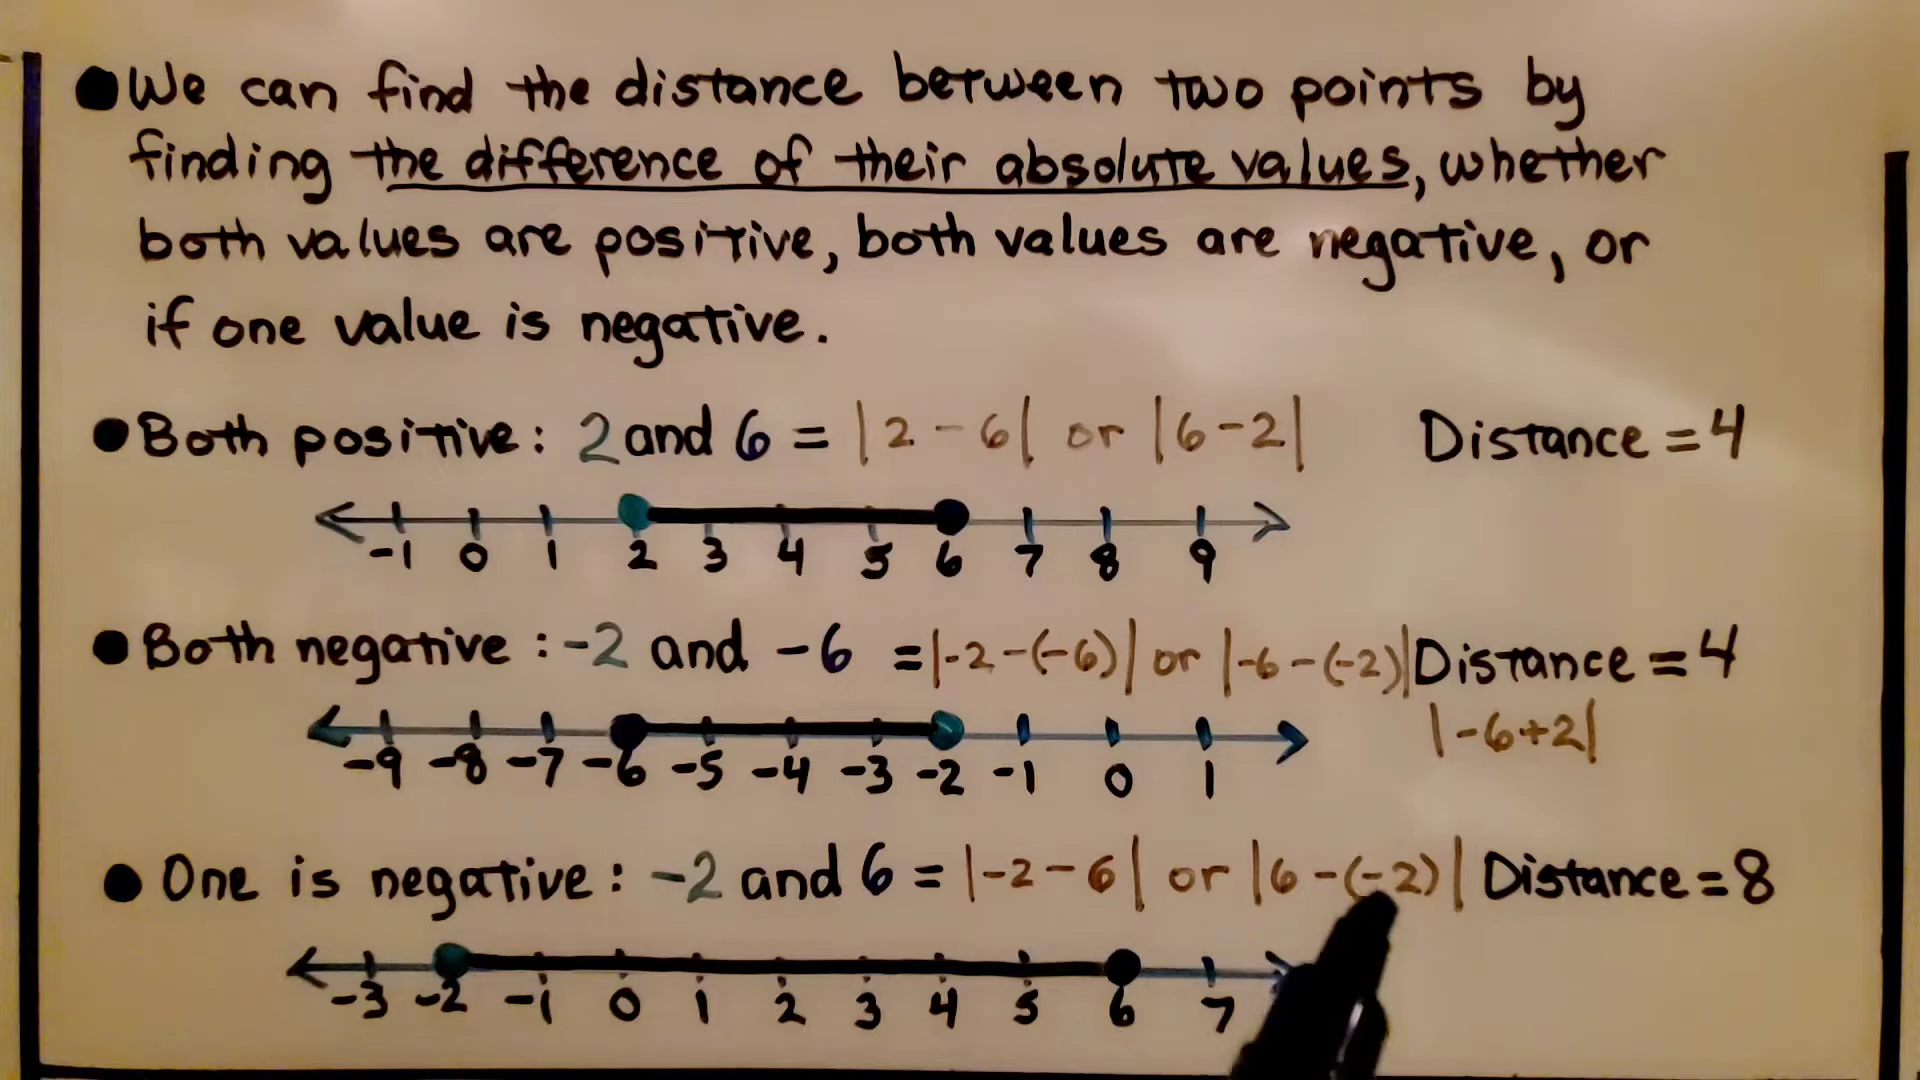 ● We can find the distance between two points by
finding the difference of their absolute values, whether
both values are positive, both values are negative, or
if one value is negative.
● Both positive: 2 and 6 = |2 - 6| or |6 - 2| Distance = 4
-1 0 1 2 3 4 5 6 7 8 9
● Both negative: -2 and -6 = |-2 - (-6)| or |-6 - (-2)| Distance = 4
|-6+2|
-9 -8 -7 -6 -5 -4 -3 -2 -1 0 1
● One is negative: -2 and 6 = |-2 - 6| or |6 - (-2)| Distance = 8
-3 -2 -1 0 1 2 3 4 5 6 7